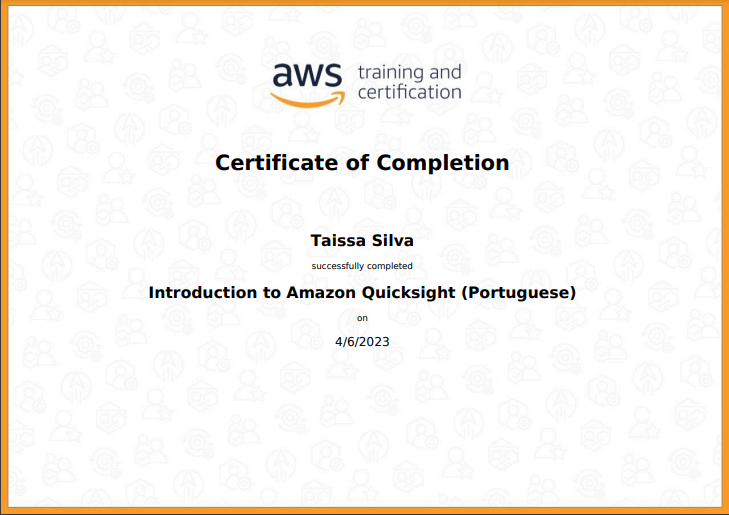 aws training and
certification
Certificate of Completion
Taissa Silva
successfully completed
Introduction to Amazon Quicksight (Portuguese)
on
4/6/2023